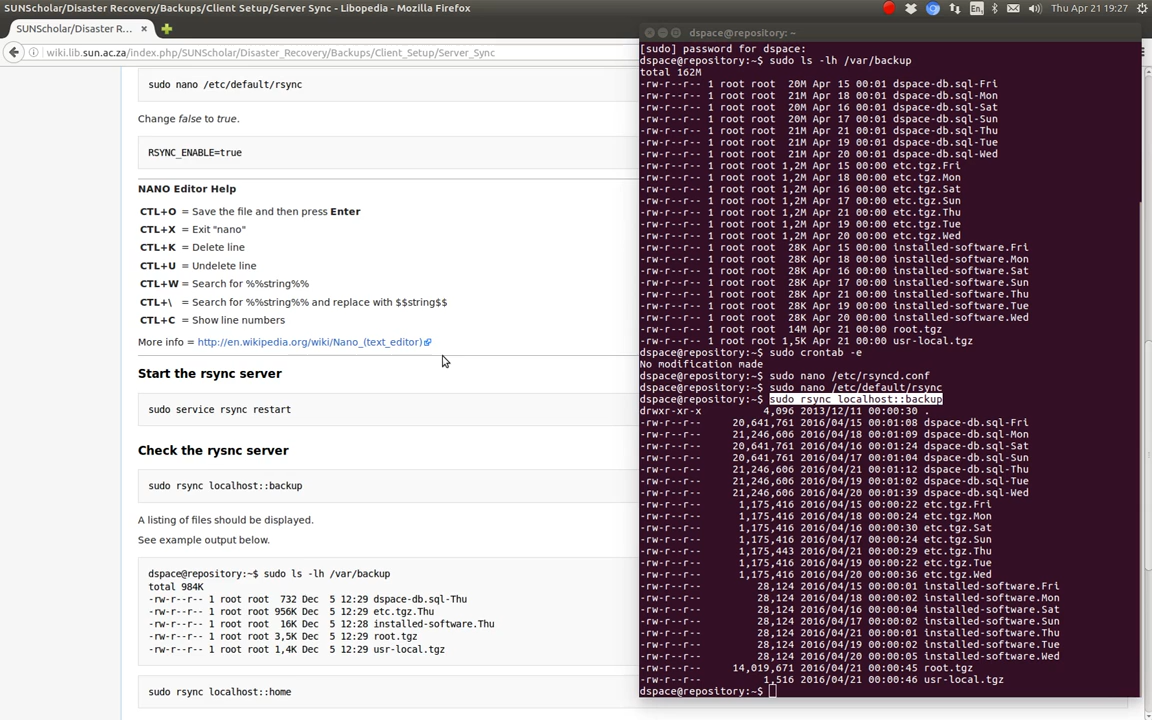 SUNScholar/Disaster Recovery/Backups/Client Setup/Server Sync - Libopedia - Mozilla Firefox
En
Thu Apr 21 19:27
SUNScholar/Disaster R...
wiki.lib.sun.ac.za/index.php/SUNScholar/Disaster_Recovery/Backups/Client_Setup/Server_Sync
sudo nano /etc/default/rsync
Change false to true.
RSYNC_ENABLE=true
NANO Editor Help
CTL+O = Save the file and then press Enter
CTL+X = Exit "nano"
CTL+K = Delete line
CTL+U = Undelete line
CTL+W = Search for %%string%%
CTL+\ = Search for %%string%% and replace with $$string$$
CTL+C = Show line numbers
More info = http://en.wikipedia.org/wiki/Nano_(text_editor)
Start the rsync server
sudo service rsync restart
Check the rysnc server
sudo rsync localhost::backup
A listing of files should be displayed.
See example output below.
dspace@repository:~$ sudo ls -lh /var/backup
total 984K
-rw-r--r-- 1 root root  732 Dec  5 12:29 dspace-db.sql-Thu
-rw-r--r-- 1 root root 956K Dec  5 12:29 etc.tgz.Thu
-rw-r--r-- 1 root root  16K Dec  5 12:28 installed-software.Thu
-rw-r--r-- 1 root root 3,5K Dec  5 12:29 root.tgz
-rw-r--r-- 1 root root 1,4K Dec  5 12:29 usr-local.tgz
sudo rsync localhost::home
dspace@repository: ~
[sudo] password for dspace:
dspace@repository:~$ sudo ls -lh /var/backup
total 162M
-rw-r--r-- 1 root root  20M Apr 15 00:01 dspace-db.sql-Fri
-rw-r--r-- 1 root root  21M Apr 18 00:01 dspace-db.sql-Mon
-rw-r--r-- 1 root root  20M Apr 16 00:01 dspace-db.sql-Sat
-rw-r--r-- 1 root root  20M Apr 17 00:01 dspace-db.sql-Sun
-rw-r--r-- 1 root root  21M Apr 21 00:01 dspace-db.sql-Thu
-rw-r--r-- 1 root root  21M Apr 19 00:01 dspace-db.sql-Tue
-rw-r--r-- 1 root root  21M Apr 20 00:01 dspace-db.sql-Wed
-rw-r--r-- 1 root root 1,2M Apr 15 00:00 etc.tgz.Fri
-rw-r--r-- 1 root root 1,2M Apr 18 00:00 etc.tgz.Mon
-rw-r--r-- 1 root root 1,2M Apr 16 00:00 etc.tgz.Sat
-rw-r--r-- 1 root root 1,2M Apr 17 00:00 etc.tgz.Sun
-rw-r--r-- 1 root root 1,2M Apr 21 00:00 etc.tgz.Thu
-rw-r--r-- 1 root root 1,2M Apr 19 00:00 etc.tgz.Tue
-rw-r--r-- 1 root root 1,2M Apr 20 00:00 etc.tgz.Wed
-rw-r--r-- 1 root root  28K Apr 15 00:00 installed-software.Fri
-rw-r--r-- 1 root root  28K Apr 18 00:00 installed-software.Mon
-rw-r--r-- 1 root root  28K Apr 16 00:00 installed-software.Sat
-rw-r--r-- 1 root root  28K Apr 17 00:00 installed-software.Sun
-rw-r--r-- 1 root root  28K Apr 21 00:00 installed-software.Thu
-rw-r--r-- 1 root root  28K Apr 19 00:00 installed-software.Tue
-rw-r--r-- 1 root root  28K Apr 20 00:00 installed-software.Wed
-rw-r--r-- 1 root root  14M Apr 21 00:00 root.tgz
-rw-r--r-- 1 root root 1,5K Apr 21 00:00 usr-local.tgz
dspace@repository:~$ sudo crontab -e
No modification made
dspace@repository:~$ sudo nano /etc/rsyncd.conf
dspace@repository:~$ sudo nano /etc/default/rsync
dspace@repository:~$ sudo rsync localhost::backup
drwxr-xr-x          4,096 2013/12/11 00:00:30 .
-rw-r--r--     20,641,761 2016/04/15 00:01:08 dspace-db.sql-Fri
-rw-r--r--     21,246,606 2016/04/18 00:01:09 dspace-db.sql-Mon
-rw-r--r--     20,641,761 2016/04/16 00:01:24 dspace-db.sql-Sat
-rw-r--r--     20,641,761 2016/04/17 00:01:04 dspace-db.sql-Sun
-rw-r--r--     21,246,606 2016/04/21 00:01:12 dspace-db.sql-Thu
-rw-r--r--     21,246,606 2016/04/19 00:01:02 dspace-db.sql-Tue
-rw-r--r--     21,246,606 2016/04/20 00:01:39 dspace-db.sql-Wed
-rw-r--r--      1,175,416 2016/04/15 00:00:22 etc.tgz.Fri
-rw-r--r--      1,175,416 2016/04/18 00:00:24 etc.tgz.Mon
-rw-r--r--      1,175,416 2016/04/16 00:00:30 etc.tgz.Sat
-rw-r--r--      1,175,416 2016/04/17 00:00:24 etc.tgz.Sun
-rw-r--r--      1,175,443 2016/04/21 00:00:29 etc.tgz.Thu
-rw-r--r--      1,175,416 2016/04/19 00:00:22 etc.tgz.Tue
-rw-r--r--      1,175,416 2016/04/20 00:00:36 etc.tgz.Wed
-rw-r--r--         28,124 2016/04/15 00:00:01 installed-software.Fri
-rw-r--r--         28,124 2016/04/18 00:00:02 installed-software.Mon
-rw-r--r--         28,124 2016/04/16 00:00:04 installed-software.Sat
-rw-r--r--         28,124 2016/04/17 00:00:02 installed-software.Sun
-rw-r--r--         28,124 2016/04/21 00:00:01 installed-software.Thu
-rw-r--r--         28,124 2016/04/19 00:00:02 installed-software.Tue
-rw-r--r--         28,124 2016/04/20 00:00:05 installed-software.Wed
-rw-r--r--     14,019,671 2016/04/21 00:00:45 root.tgz
-rw-r--r--          1,516 2016/04/21 00:00:46 usr-local.tgz
dspace@repository:~$